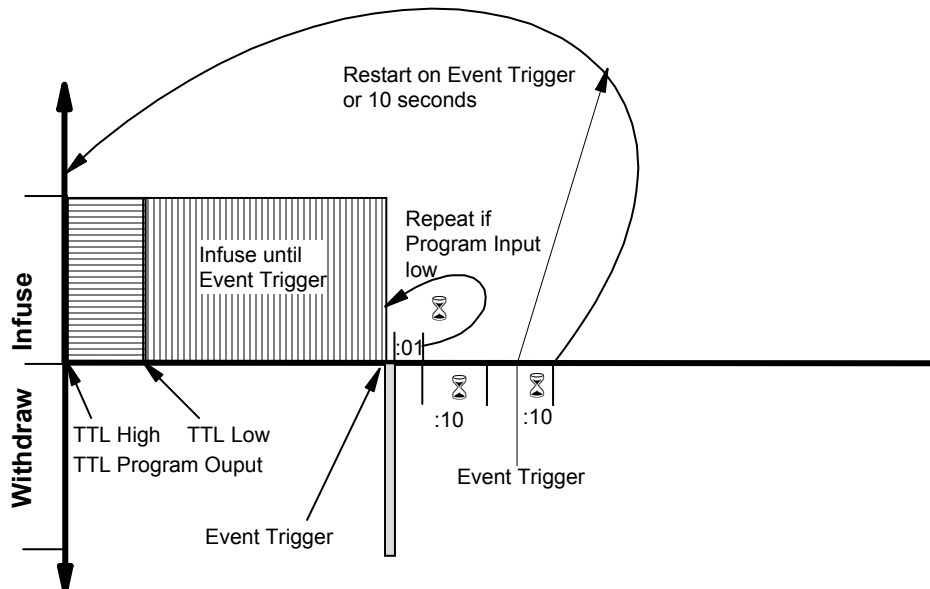 Restart on Event Trigger
or 10 seconds
Repeat if
Program Input
low
Infuse until
Event Trigger
Infuse
:01
Withdraw
:10
:10
TTL High
TTL Low
TTL Program Ouput
Event Trigger
Event Trigger